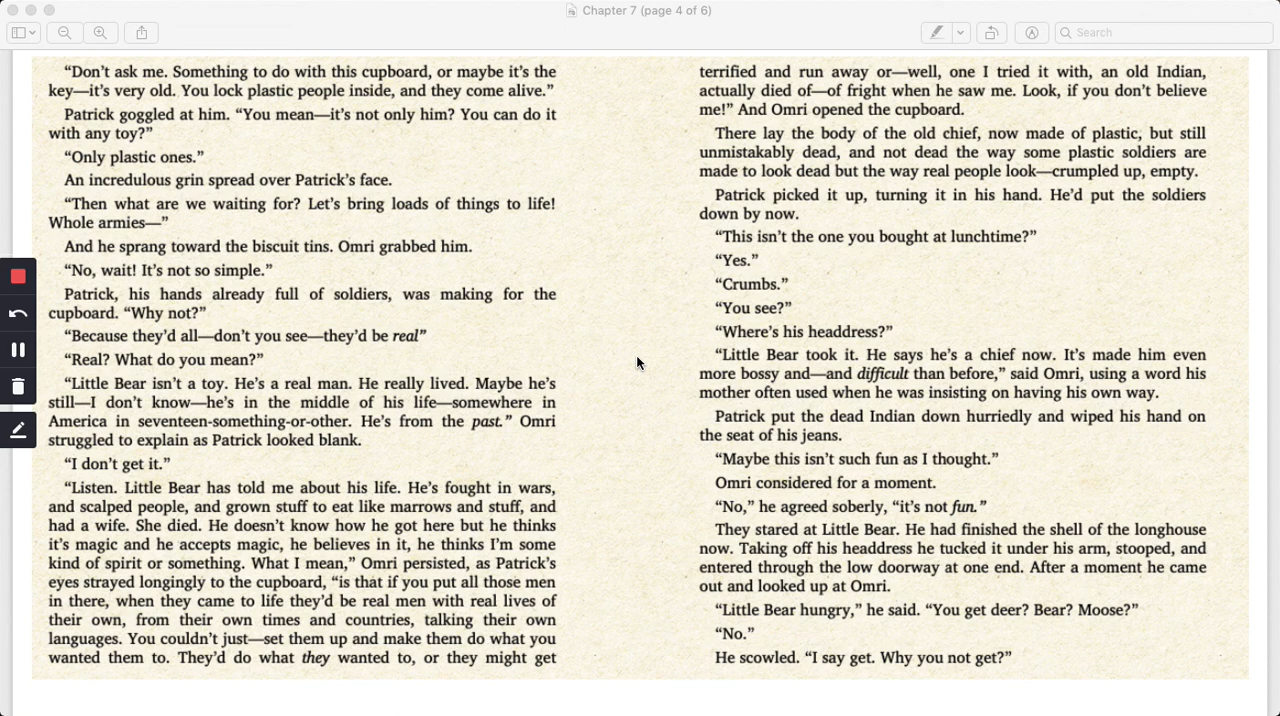 Chapter 7 (page 4 of 6)
Search
“Don’t ask me. Something to do with this cupboard, or maybe it’s the
key—it’s very old. You lock plastic people inside, and they come alive.”
Patrick goggled at him. “You mean—it’s not only him? You can do it
with any toy?”
“Only plastic ones.”
An incredulous grin spread over Patrick’s face.
“Then what are we waiting for? Let’s bring loads of things to life!
Whole armies—”
And he sprang toward the biscuit tins. Omri grabbed him.
“No, wait! It’s not so simple.”
Patrick, his hands already full of soldiers, was making for the
cupboard. “Why not?”
“Because they’d all—don’t you see—they’d be real”
“Real? What do you mean?”
“Little Bear isn’t a toy. He’s a real man. He really lived. Maybe he’s
still—I don’t know—he’s in the middle of his life—somewhere in
America in seventeen-something-or-other. He’s from the past.” Omri
struggled to explain as Patrick looked blank.
“I don’t get it.”
“Listen. Little Bear has told me about his life. He’s fought in wars,
and scalped people, and grown stuff to eat like marrows and stuff, and
had a wife. She died. He doesn’t know how he got here but he thinks
it’s magic and he accepts magic, he believes in it, he thinks I’m some
kind of spirit or something. What I mean,” Omri persisted, as Patrick’s
eyes strayed longingly to the cupboard, “is that if you put all those men
in there, when they came to life they’d be real men with real lives of
their own, from their own times and countries, talking their own
languages. You couldn’t just—set them up and make them do what you
wanted them to. They’d do what they wanted to, or they might get
terrified and run away or—well, one I tried it with, an old Indian,
actually died of—of fright when he saw me. Look, if you don’t believe
me!” And Omri opened the cupboard.
There lay the body of the old chief, now made of plastic, but still
unmistakably dead, and not dead the way some plastic soldiers are
made to look dead but the way real people look—crumpled up, empty.
Patrick picked it up, turning it in his hand. He’d put the soldiers
down by now.
“This isn’t the one you bought at lunchtime?”
“Yes.”
“Crumbs.”
“You see?”
“Where’s his headdress?”
“Little Bear took it. He says he’s a chief now. It’s made him even
more bossy and—and difficult than before,” said Omri, using a word his
mother often used when he was insisting on having his own way.
Patrick put the dead Indian down hurriedly and wiped his hand on
the seat of his jeans.
“Maybe this isn’t such fun as I thought.”
Omri considered for a moment.
“No,” he agreed soberly, “it’s not fun.”
They stared at Little Bear. He had finished the shell of the longhouse
now. Taking off his headdress he tucked it under his arm, stooped, and
entered through the low doorway at one end. After a moment he came
out and looked up at Omri.
“Little Bear hungry,” he said. “You get deer? Bear? Moose?”
“No.”
He scowled. “I say get. Why you not get?”